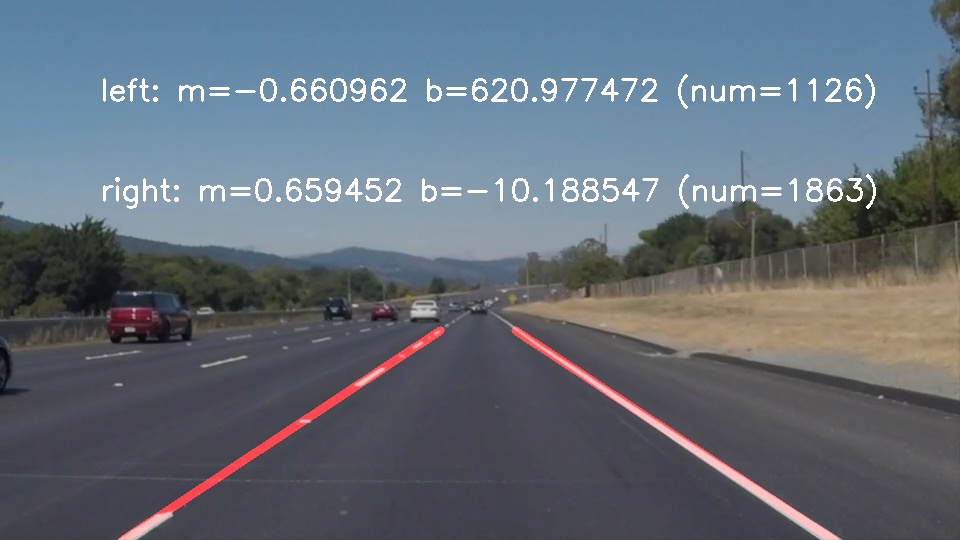 left: m=−0.660962 b=620.977472 (num=1126)
right: m=0.659452 b=−10.188547 (num=1863)